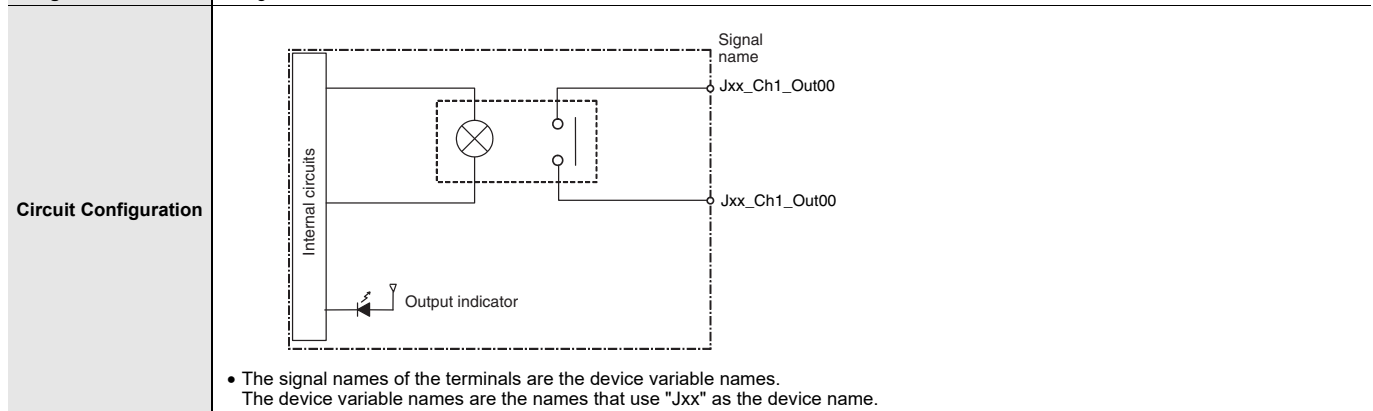 Circuit Configuration
Signal
name
Jxx_Ch1_Out00
Internal circuits
Jxx_Ch1_Out00
Output indicator
• The signal names of the terminals are the device variable names.
The device variable names are the names that use "Jxx" as the device name.